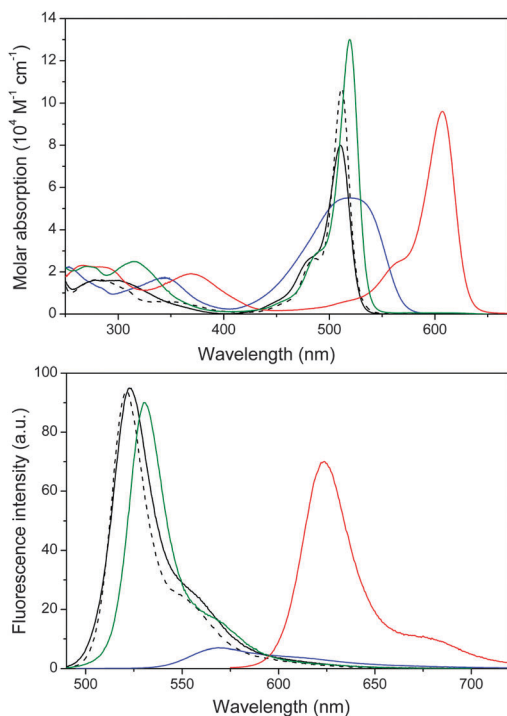 Molar absorption (10⁴ M⁻¹ cm⁻¹)
14
12
10
8
6
4
2
0
300 400 500 600
Wavelength (nm)
Fluorescence intensity (a.u.)
100
80
60
40
20
0
500 550 600 650 700
Wavelength (nm)